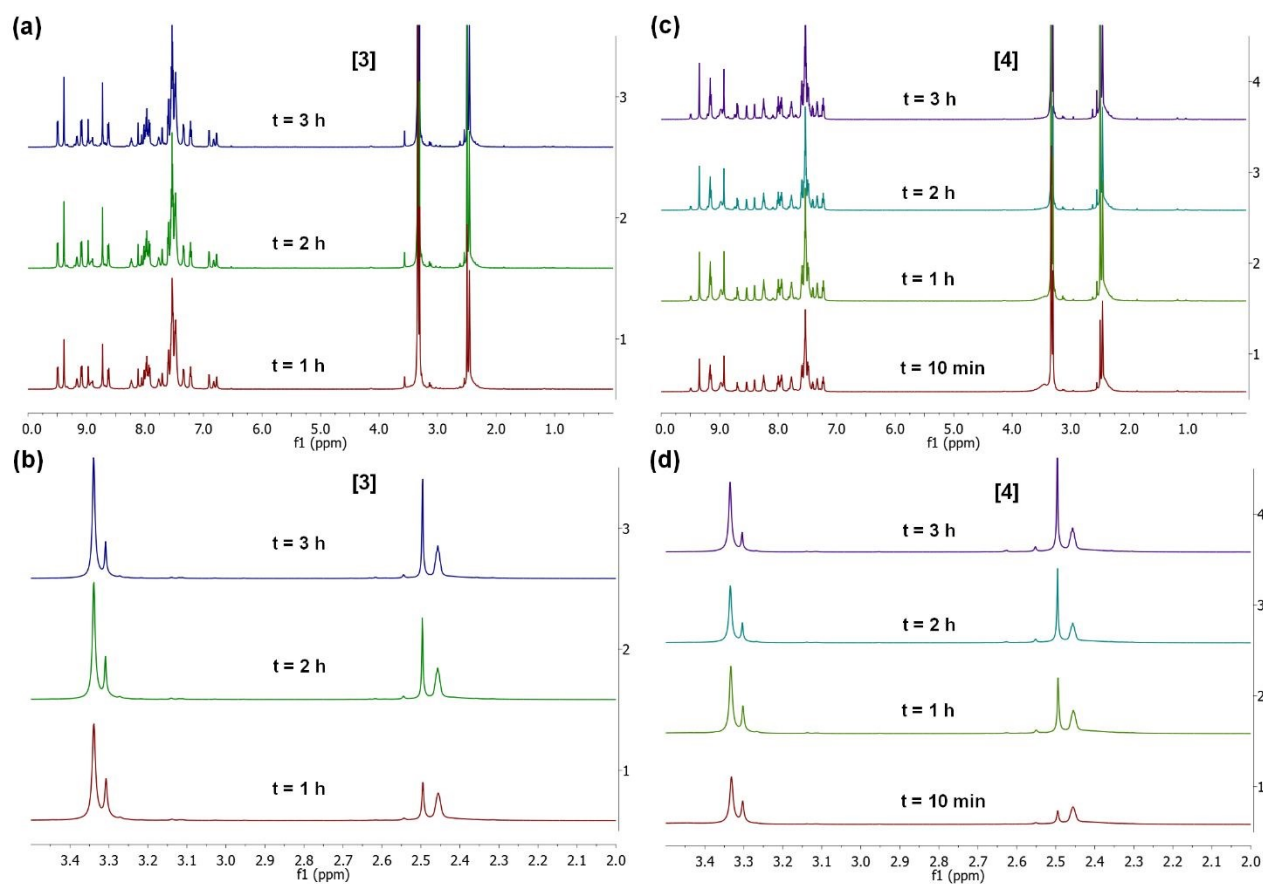 (a)
[3]
t = 3 h
3
t = 2 h
2
t = 1 h
1
0.0 9.0 8.0 7.0 6.0 5.0 4.0 3.0 2.0 1.0
f1 (ppm)
(c)
[4]
t = 3 h
4
t = 2 h
3
t = 1 h
2
t = 10 min
1
0.0 9.0 8.0 7.0 6.0 5.0 4.0 3.0 2.0 1.0
f1 (ppm)
(b)
[3]
t = 3 h
3
t = 2 h
2
t = 1 h
1
3.4 3.3 3.2 3.1 3.0 2.9 2.8 2.7 2.6 2.5 2.4 2.3 2.2 2.1 2.0
f1 (ppm)
(d)
[4]
t = 3 h
4
t = 2 h
3
t = 1 h
2
t = 10 min
1
3.4 3.3 3.2 3.1 3.0 2.9 2.8 2.7 2.6 2.5 2.4 2.3 2.2 2.1 2.0
f1 (ppm)